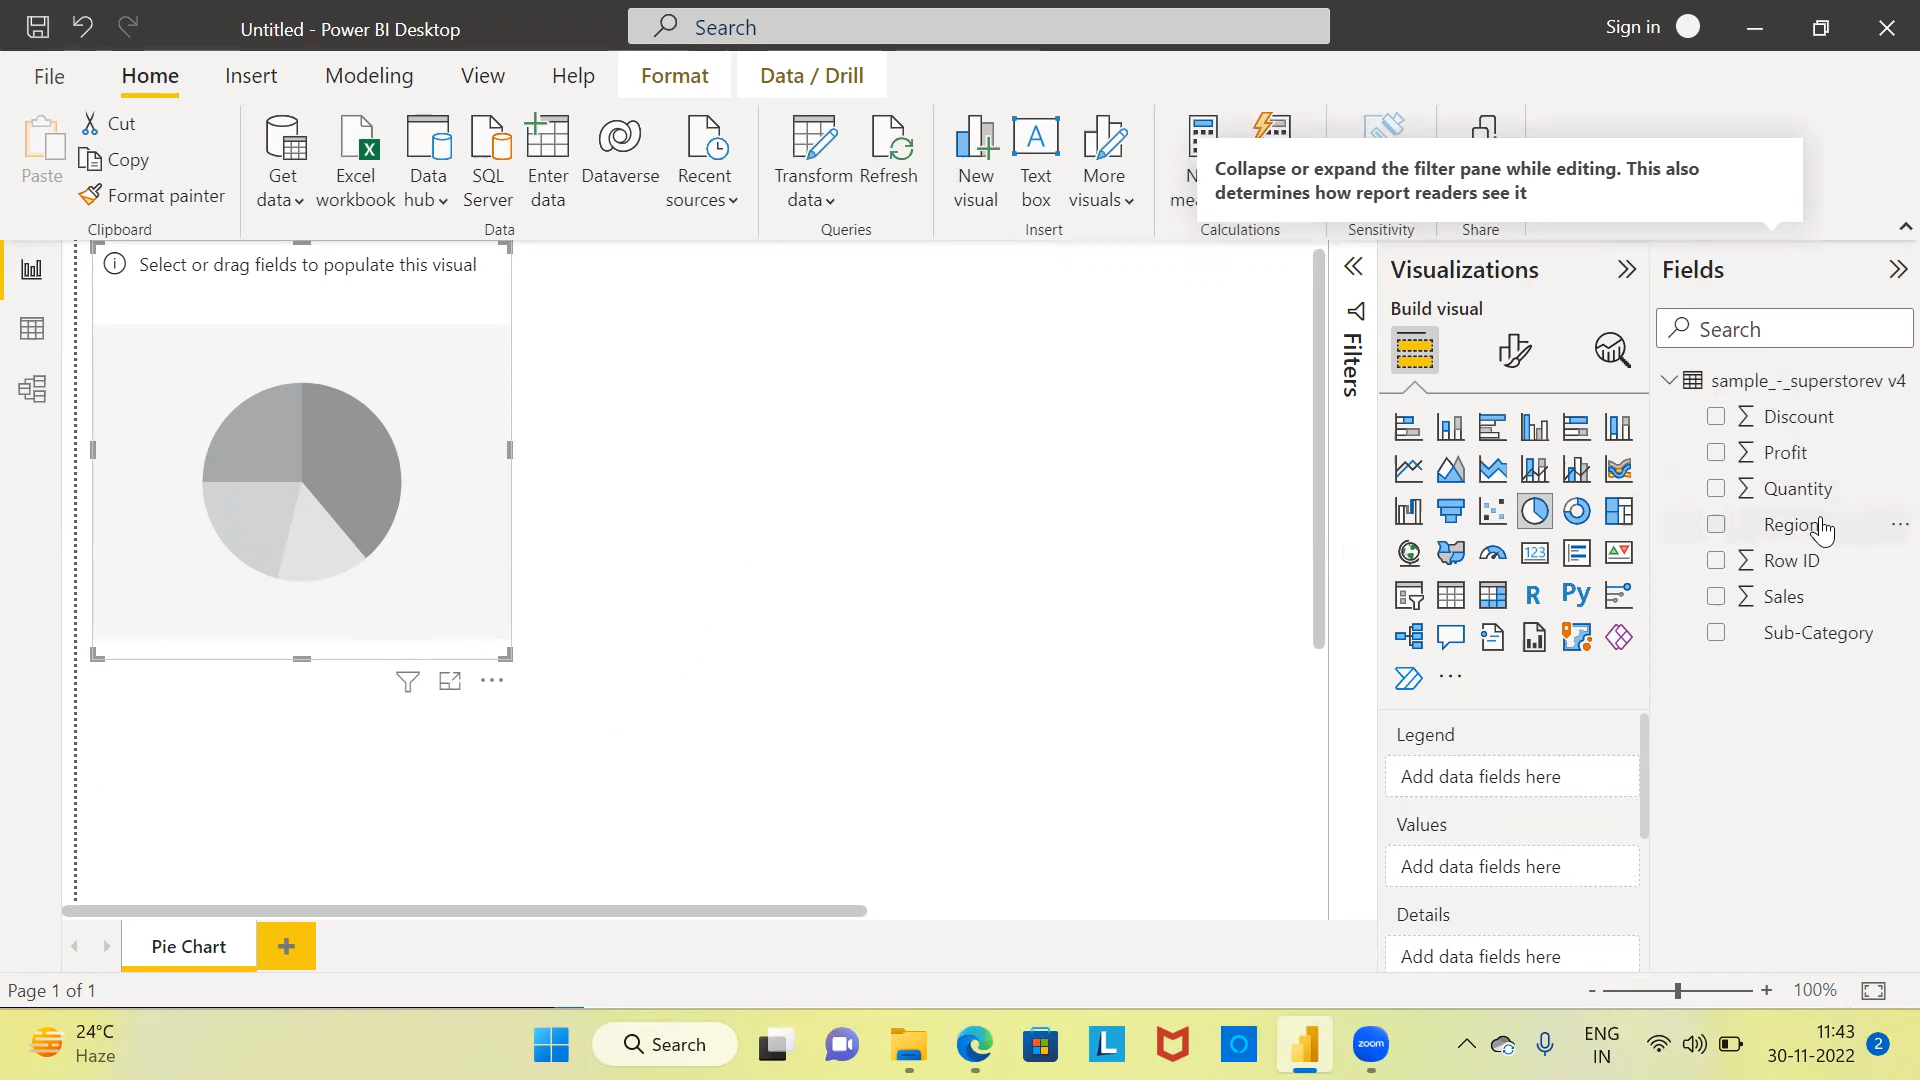 Untitled - Power BI Desktop
Search
Sign in
File
Home
Insert
Modeling
View
Help
Format
Data / Drill
Paste
Cut
Copy
Format painter
Clipboard
Get
data
Excel
workbook
Data
hub
SQL
Server
Enter
data
Dataverse
Recent
sources
Data
Transform
data
Refresh
Queries
New
visual
A
Text
box
More
visuals
Insert
N
mea
Calculations
Sensitivity
Share
Collapse or expand the filter pane while editing. This also
determines how report readers see it
Select or drag fields to populate this visual
Filters
Visualizations
Build visual
123
R
Py
Legend
Add data fields here
Values
Add data fields here
Details
Add data fields here
Fields
Search
sample_-_superstorev v4
Discount
Profit
Quantity
Region
Row ID
Sales
Sub-Category
Pie Chart
Page 1 of 1
100%
24°C
Haze
Search
L
zoom
ENG
IN
11:43
30-11-2022
2